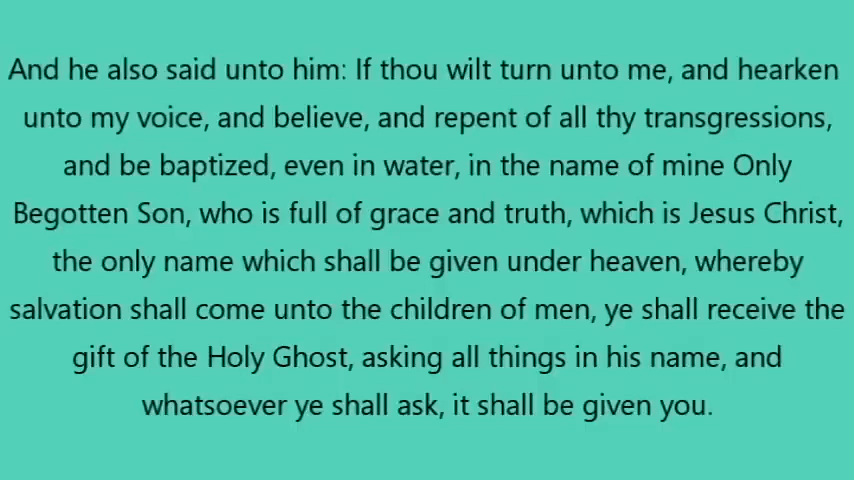 And he also said unto him: If thou wilt turn unto me, and hearken
unto my voice, and believe, and repent of all thy transgressions,
and be baptized, even in water, in the name of mine Only
Begotten Son, who is full of grace and truth, which is Jesus Christ,
the only name which shall be given under heaven, whereby
salvation shall come unto the children of men, ye shall receive the
gift of the Holy Ghost, asking all things in his name, and
whatsoever ye shall ask, it shall be given you.